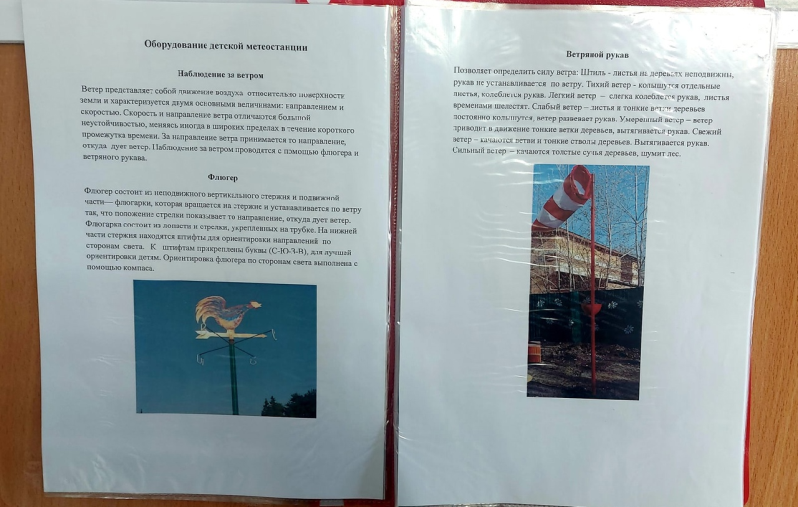 Оборудование детской метеостанции
Наблюдение за ветром
Ветер представляет собой движение воздуха относительно поверхности
земли и характеризуется двумя основными величинами: направлением и
скоростью. Скорость и направление ветра отличаются большой
неустойчивостью, меняясь иногда в широких пределах в течение короткого
промежутка времени. За направление ветра принимается то направление,
откуда дует ветер. Наблюдение за ветром проводятся с помощью флюгера и
ветряного рукава.
Флюгер
Флюгер состоит из неподвижного вертикального стержня и подвижной
части— флюгарки, которая вращается на стержне и устанавливается по ветру
так, что положение стрелки показывает то направление, откуда дует ветер.
Флюгарка состоит из лопасти и стрелки, укрепленных на трубке. На нижней
части стержня находятся штифты для ориентировки направлений по
сторонам света. К штифтам прикреплены буквы (С-Ю-З-В), для лучшей
ориентировки детям. Ориентировка флюгера по сторонам света выполнена с
помощью компаса.
Ветряной рукав
Позволяет определить силу ветра: Штиль - листья на деревьях неподвижны,
рукав не устанавливается по ветру. Тихий ветер - колышутся отдельные
листья, колеблется рукав. Легкий ветер – слегка колеблется рукав, листья
временами шелестят. Слабый ветер – листья и тонкие ветки деревьев
постоянно колышутся, ветер развевает рукав. Умеренный ветер – ветер
приводит в движение тонкие ветки деревьев, вытягивается рукав. Свежий
ветер – качаются ветви и тонкие стволы деревьев. Вытягивается рукав.
Сильный ветер – качаются толстые сучья деревьев, шумит лес.